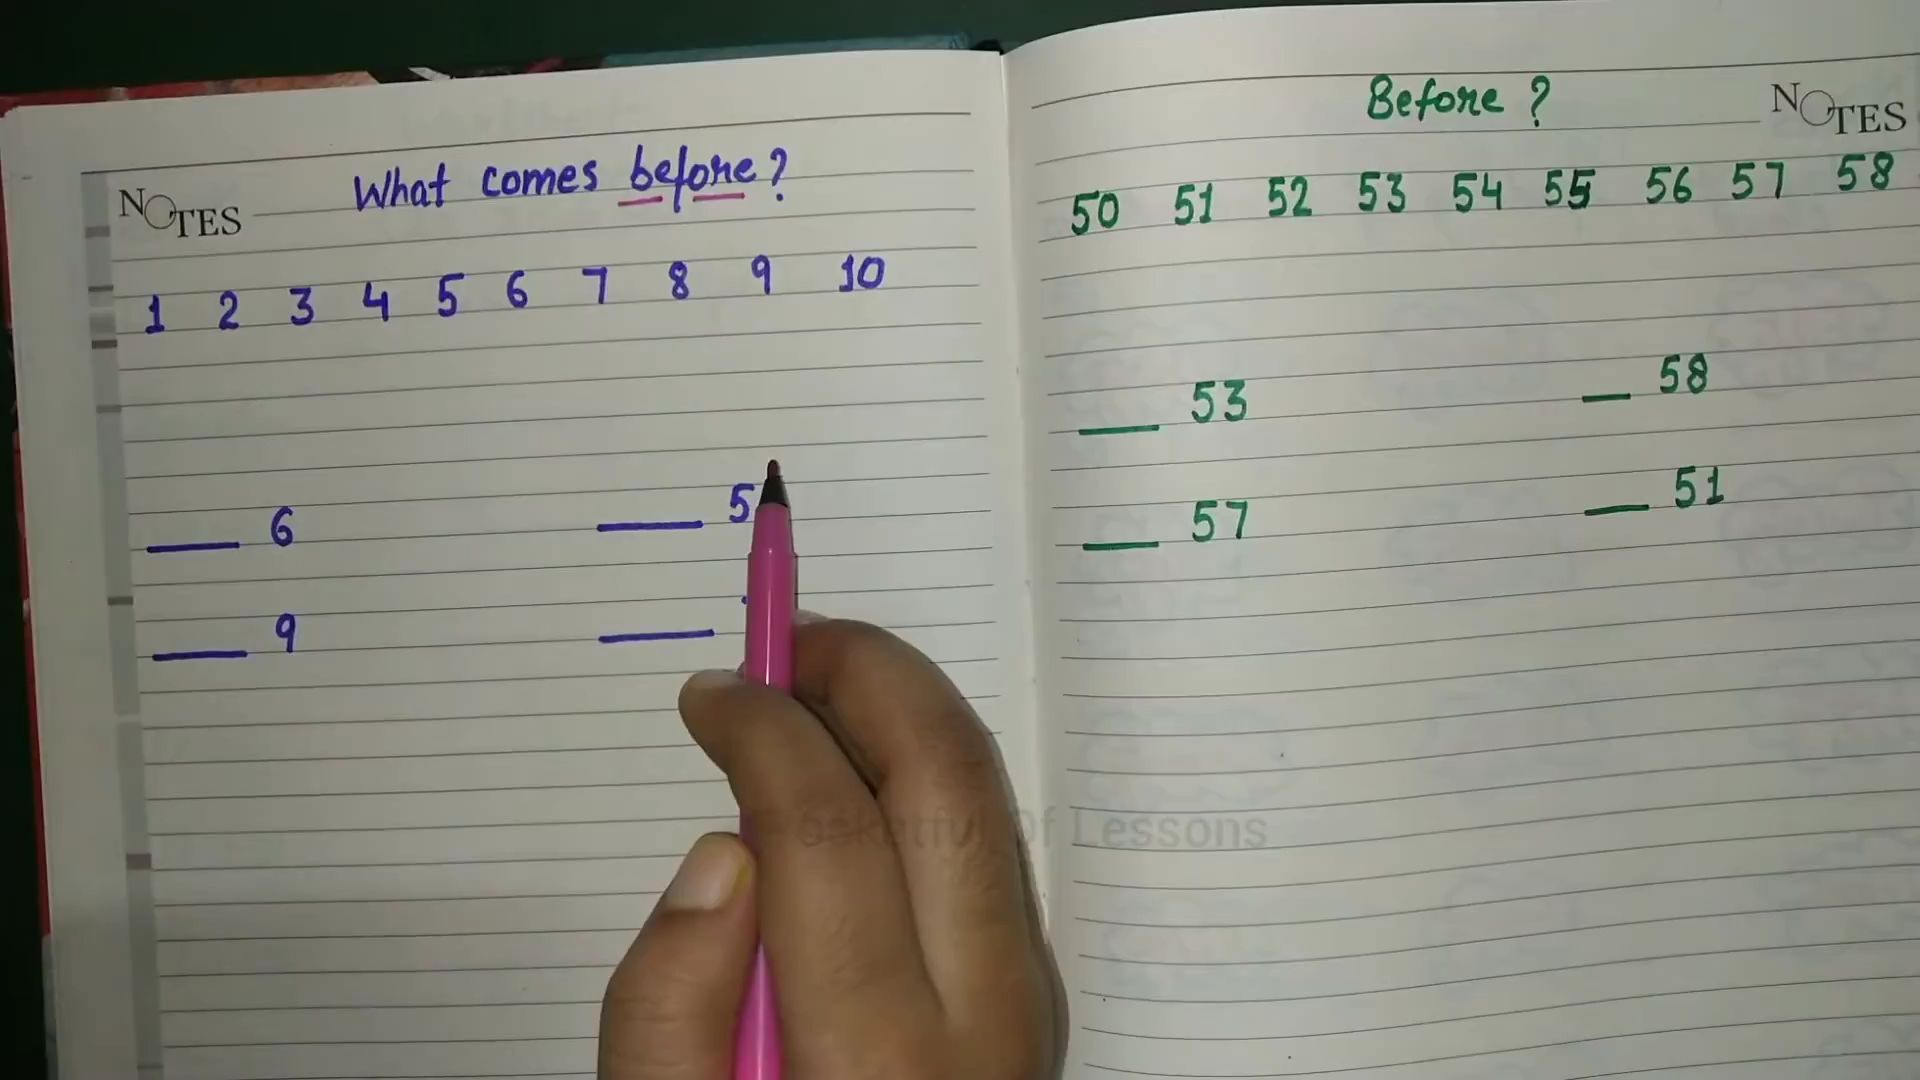 What comes before?
NOTES
1 2 3 4 5 6 7 8 9 10
___ 6 ___ 5
___ 9 ___
Before ?
NOTES
50 51 52 53 54 55 56 57 58
___ 53 ___ 58
___ 57 ___ 51
Of Lessons